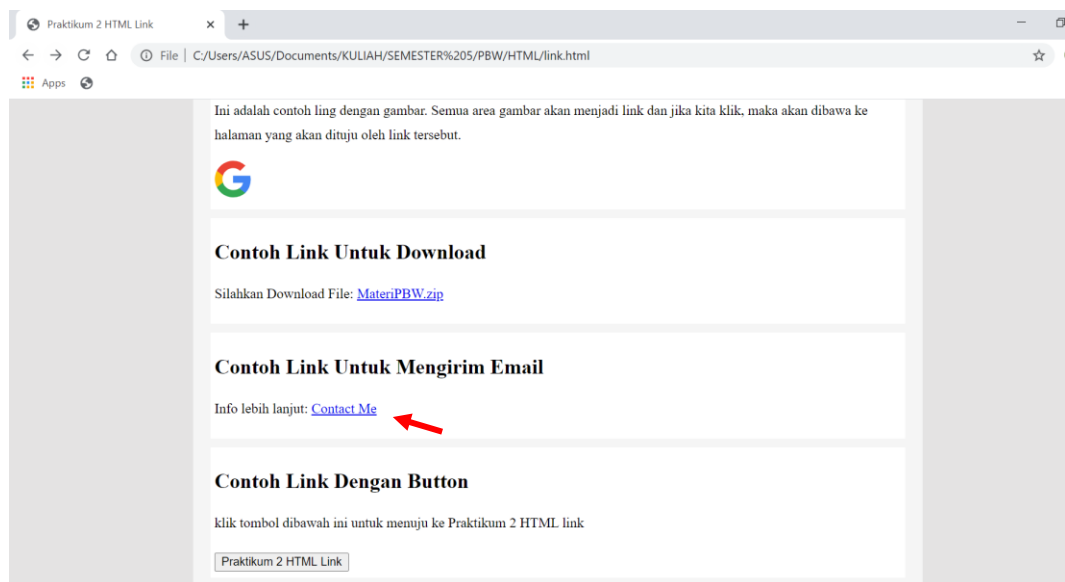 Praktikum 2 HTML Link
File | C:/Users/ASUS/Documents/KULIAH/SEMESTER%205/PBW/HTML/link.html
Apps
Ini adalah contoh ling dengan gambar. Semua area gambar akan menjadi link dan jika kita klik, maka akan dibawa ke
halaman yang akan dituju oleh link tersebut.
Contoh Link Untuk Download
Silahkan Download File: MateriPBW.zip
Contoh Link Untuk Mengirim Email
Info lebih lanjut: Contact Me
Contoh Link Dengan Button
klik tombol dibawah ini untuk menuju ke Praktikum 2 HTML link
Praktikum 2 HTML Link